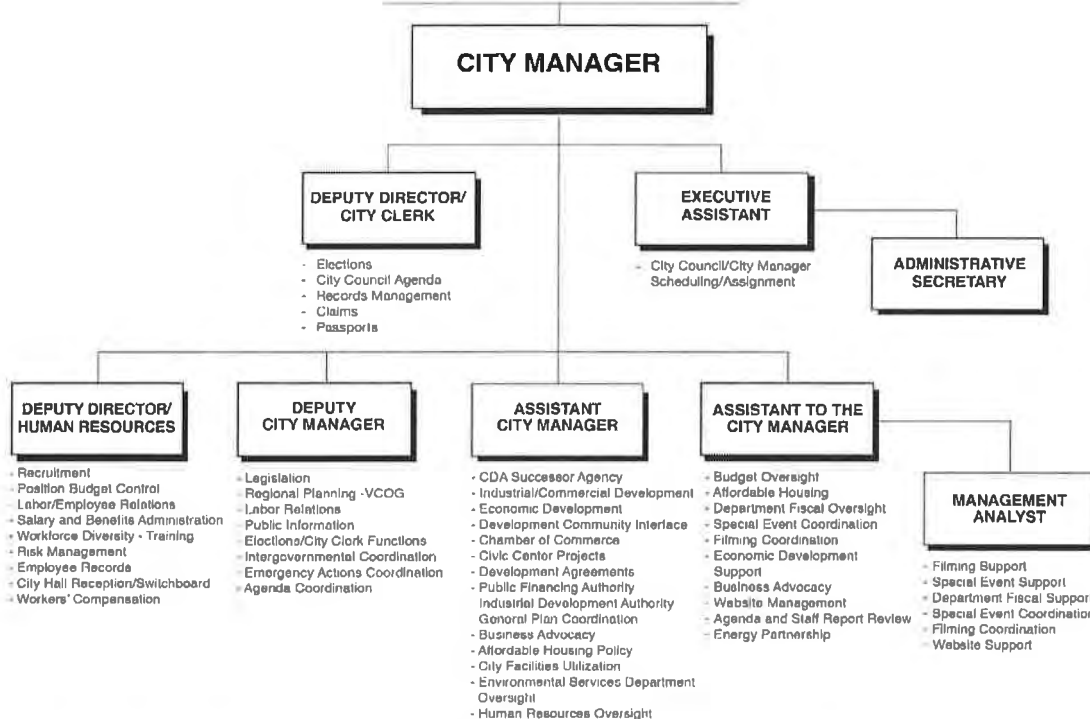 CITY MANAGER
DEPUTY DIRECTOR/
CITY CLERK
- Elections
- City Council Agenda
- Records Management
- Claims
- Passports
EXECUTIVE
ASSISTANT
- City Council/City Manager
Scheduling/Assignment
ADMINISTRATIVE
SECRETARY
DEPUTY DIRECTOR/
HUMAN RESOURCES
- Recruitment
- Position Budget Control
- Labor/Employee Relations
- Salary and Benefits Administration
- Workforce Diversity - Training
- Risk Management
- Employee Records
- City Hall Reception/Switchboard
- Workers' Compensation
DEPUTY
CITY MANAGER
- Legislation
- Regional Planning -VCOG
- Labor Relations
- Public Information
- Elections/City Clerk Functions
- Intergovernmental Coordination
- Emergency Actions Coordination
- Agenda Coordination
ASSISTANT
CITY MANAGER
- CDA Successor Agency
- Industrial/Commercial Development
- Economic Development
- Development Community Interface
- Chamber of Commerce
- Civic Center Projects
- Development Agreements
- Public Financing Authority
Industrial Development Authority
General Plan Coordination
- Business Advocacy
- Affordable Housing Policy
- City Facilities Utilization
- Environmental Services Department
Oversight
- Human Resources Oversight
ASSISTANT TO THE
CITY MANAGER
- Budget Oversight
- Affordable Housing
- Department Fiscal Oversight
- Special Event Coordination
- Filming Coordination
- Economic Development
Support
- Business Advocacy
- Website Management
- Agenda and Staff Report Review
- Energy Partnership
MANAGEMENT
ANALYST
- Filming Support
- Special Event Support
- Department Fiscal Support
- Special Event Coordination
- Filming Coordination
- Website Support